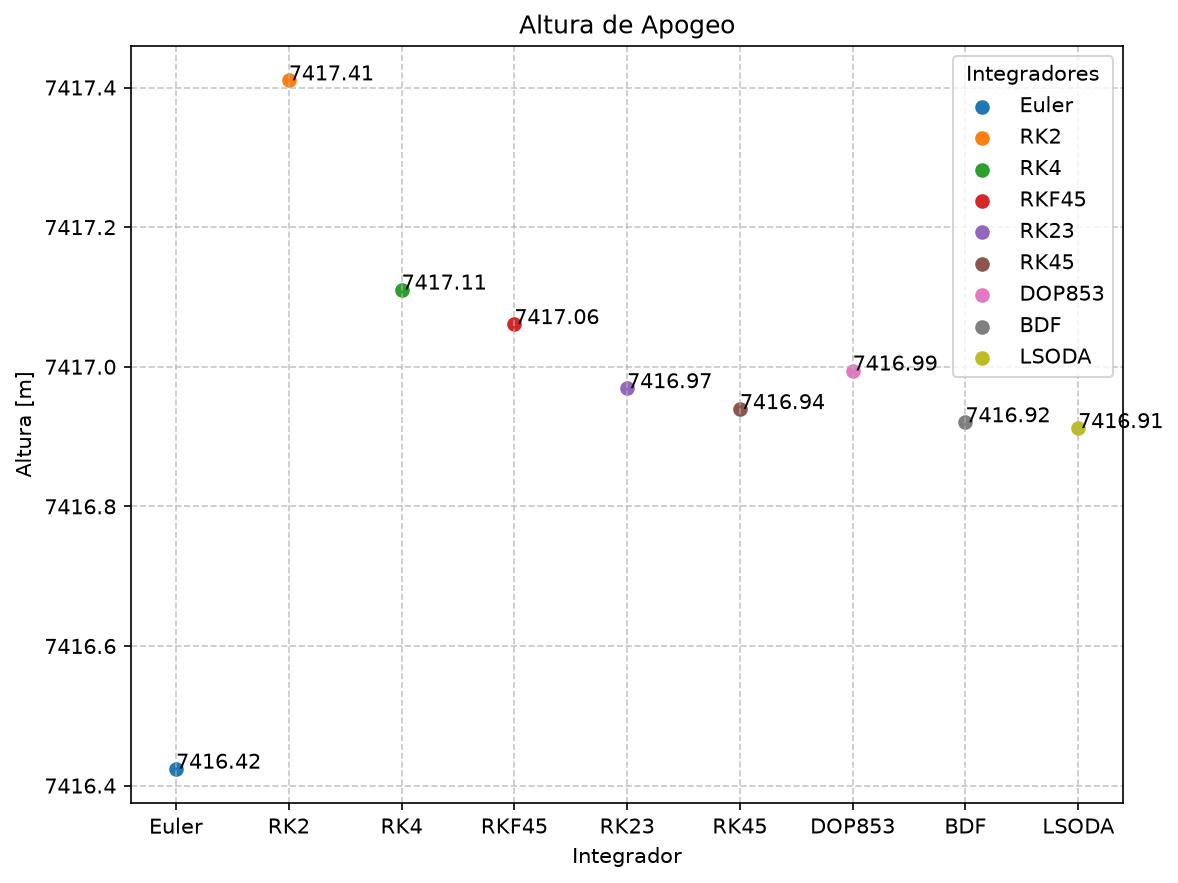 Altura de Apogeo
Altura [m]
7417.4
7417.2
7417.0
7416.8
7416.6
7416.4
7416.42
7417.41
7417.11
7417.06
7416.97
7416.94
7416.99
7416.92
7416.91
Integradores
Euler
RK2
RK4
RKF45
RK23
RK45
DOP853
BDF
LSODA
Euler RK2 RK4 RKF45 RK23 RK45 DOP853 BDF LSODA
Integrador